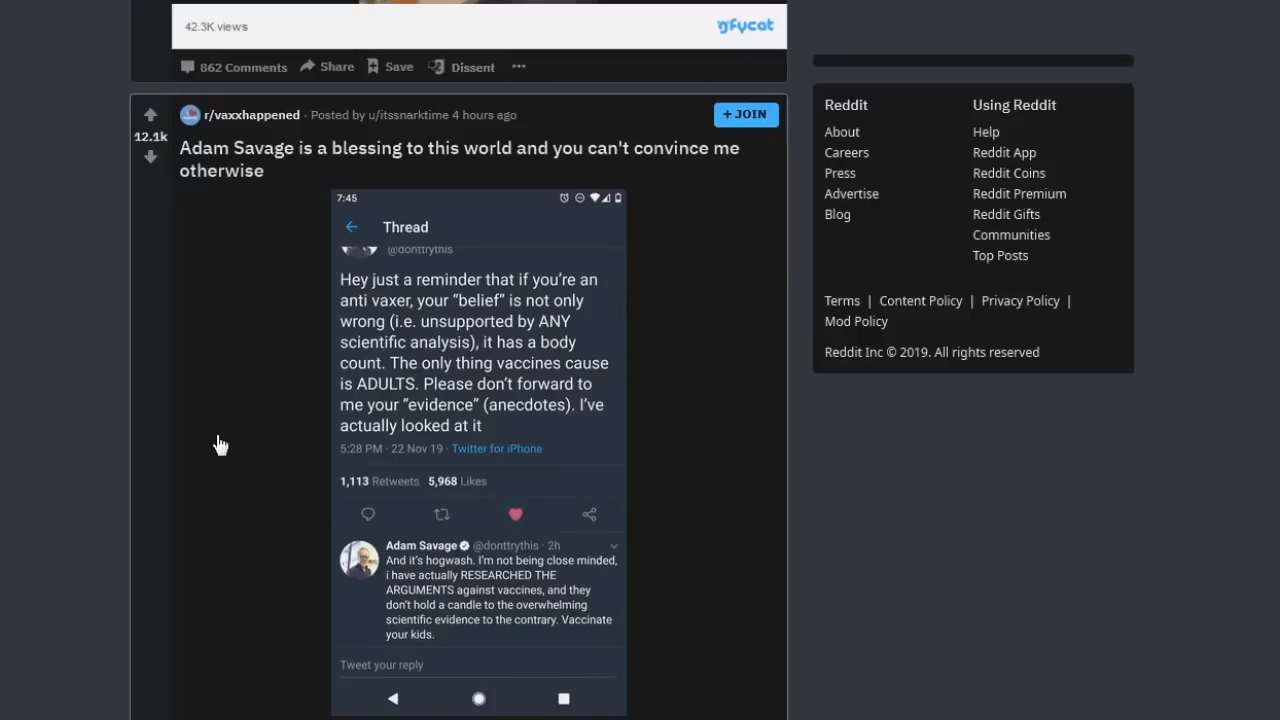 42.3K views
gfycat
862 Comments Share Save Dissent
r/vaxxhappened · Posted by u/itssnarktime 4 hours ago
+ JOIN
12.1k
Adam Savage is a blessing to this world and you can't convince me
otherwise
7:45
Thread
@donttrythis
Hey just a reminder that if you're an
anti vaxer, your "belief" is not only
wrong (i.e. unsupported by ANY
scientific analysis), it has a body
count. The only thing vaccines cause
is ADULTS. Please don't forward to
me your "evidence" (anecdotes). I've
actually looked at it
5:28 PM · 22 Nov 19 · Twitter for iPhone
1,113 Retweets 5,968 Likes
Adam Savage @donttrythis · 2h
And it's hogwash. I'm not being close minded,
i have actually RESEARCHED THE
ARGUMENTS against vaccines, and they
don't hold a candle to the overwhelming
scientific evidence to the contrary. Vaccinate
your kids.
Tweet your reply
Reddit
About
Careers
Press
Advertise
Blog
Using Reddit
Help
Reddit App
Reddit Coins
Reddit Premium
Reddit Gifts
Communities
Top Posts
Terms | Content Policy | Privacy Policy |
Mod Policy
Reddit Inc © 2019. All rights reserved